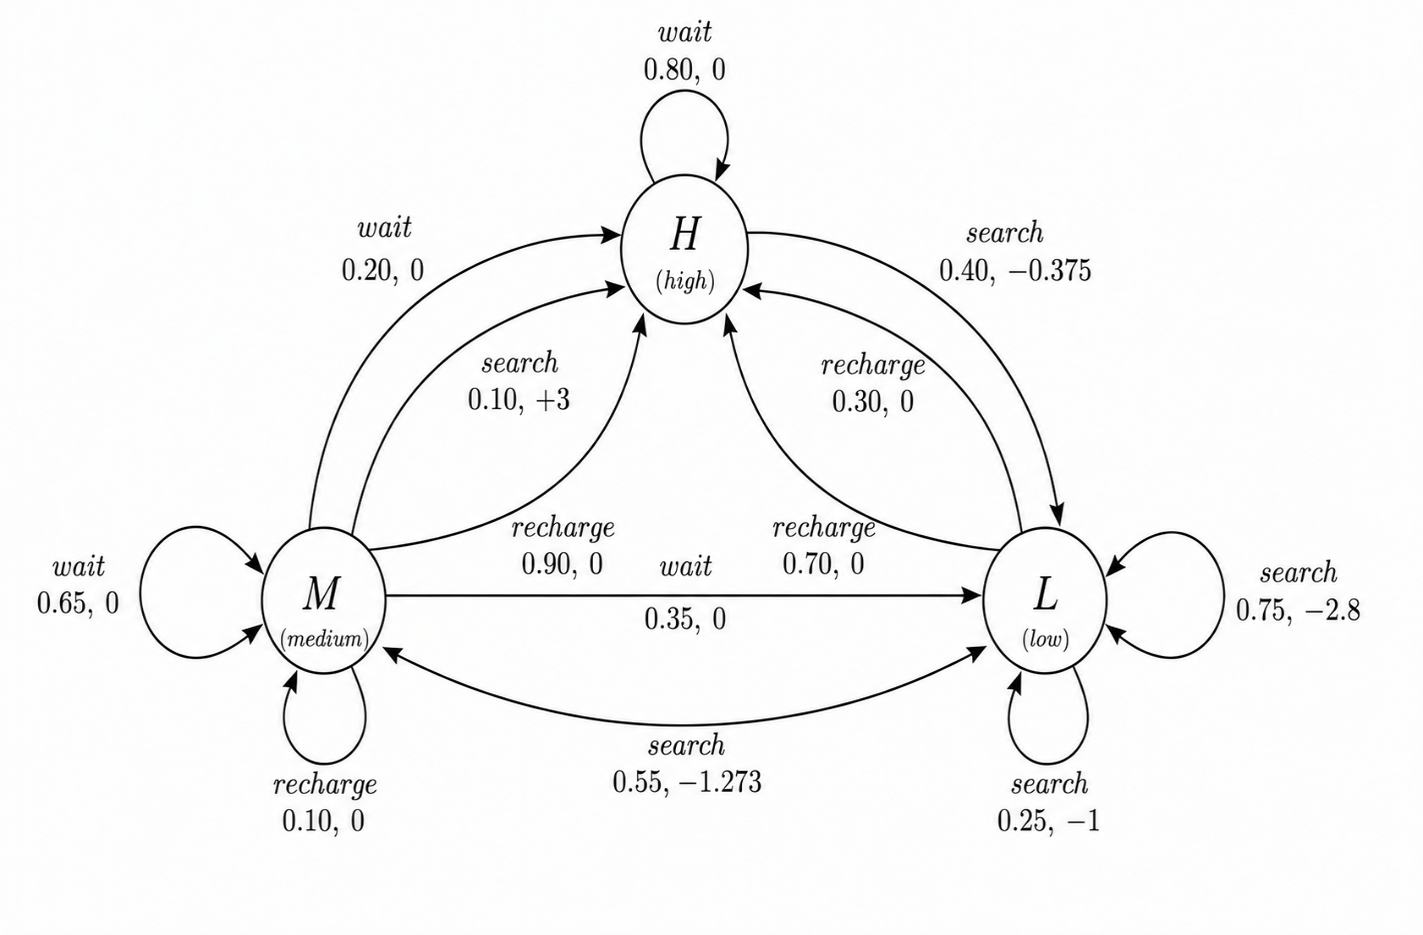 wait
0.80, 0
H
(high)
wait
0.20, 0
search
0.40, −0.375
search
0.10, +3
recharge
0.30, 0
recharge
0.90, 0
recharge
0.70, 0
wait
0.35, 0
wait
0.65, 0
M
(medium)
L
(low)
search
0.75, −2.8
search
0.55, −1.273
recharge
0.10, 0
search
0.25, −1